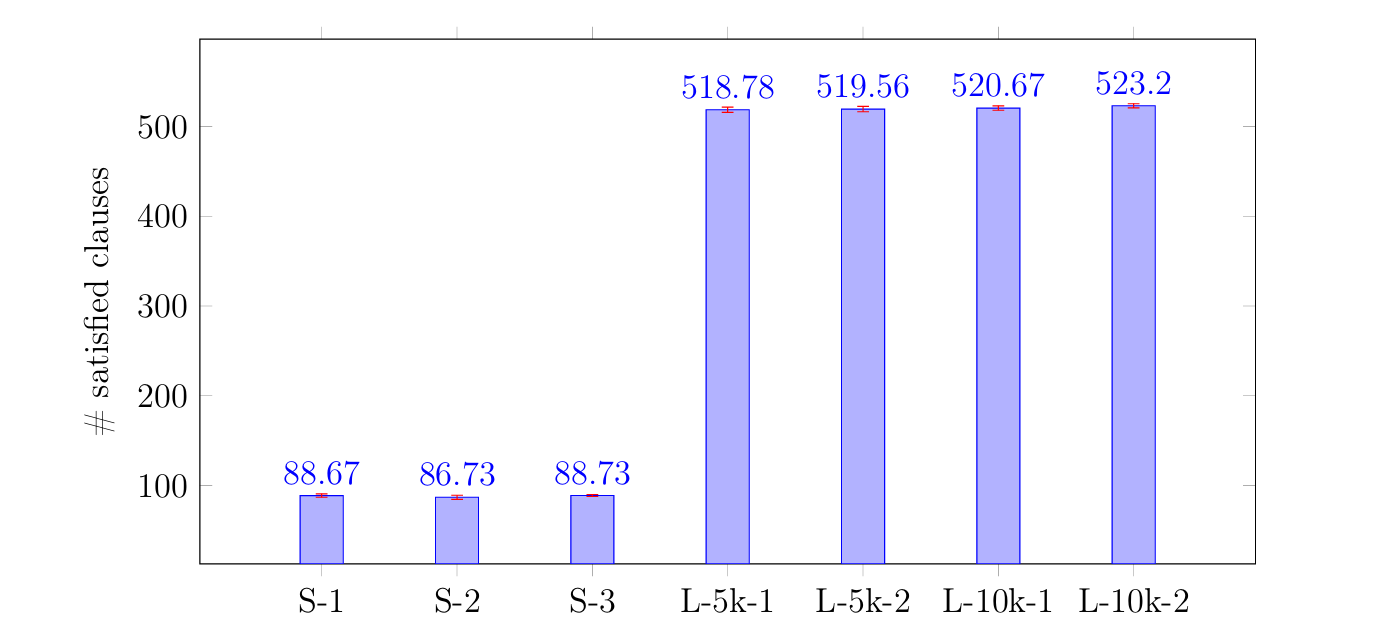 518.78 519.56 520.67 523.2
500
400
300
200
100
# satisfied clauses
88.67 86.73 88.73
S-1 S-2 S-3 L-5k-1 L-5k-2 L-10k-1 L-10k-2